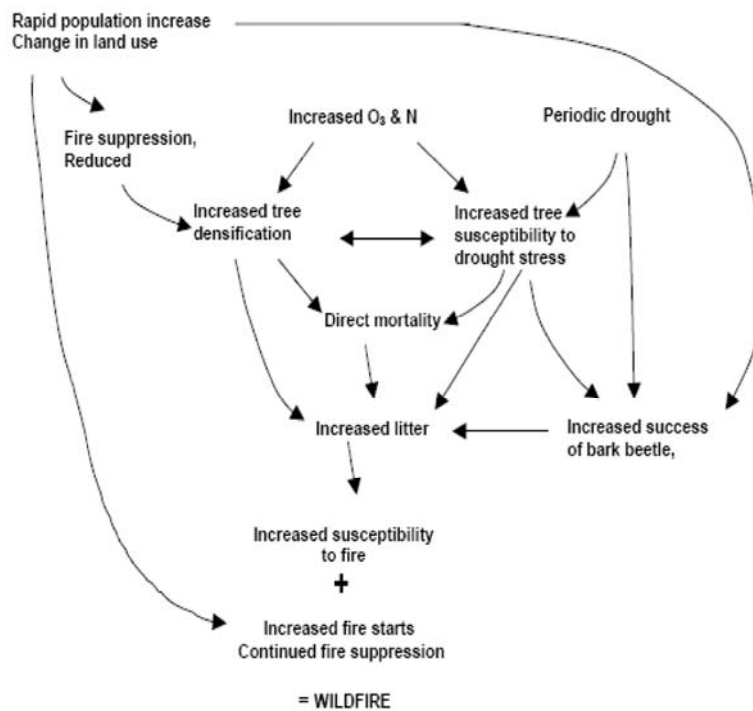 Rapid population increase
Change in land use
Increased O₃ & N
Periodic drought
Fire suppression,
Reduced
Increased tree
densification
Increased tree
susceptibility to
drought stress
Direct mortality
Increased litter
Increased success
of bark beetle,
Increased susceptibility
to fire
+
Increased fire starts
Continued fire suppression
= WILDFIRE